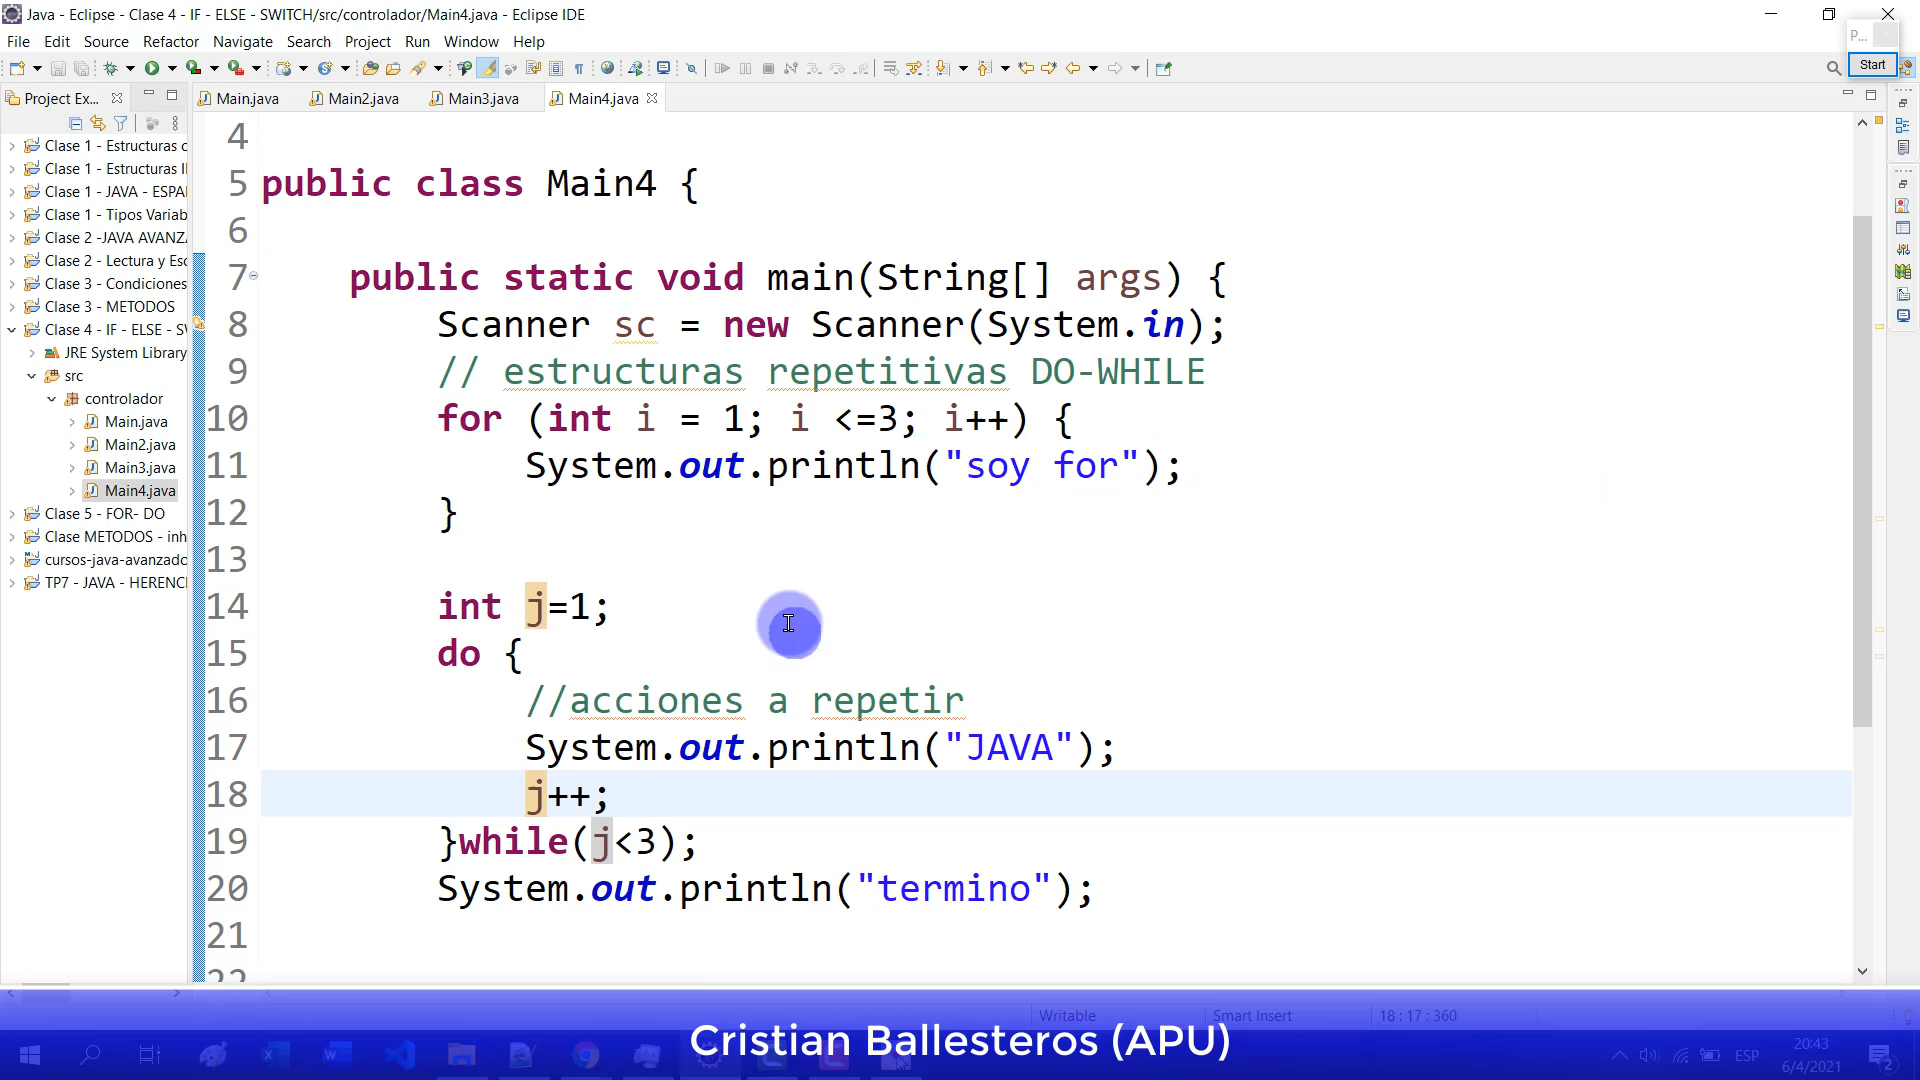 Java - Eclipse - Clase 4 - IF - ELSE - SWITCH/src/controlador/Main4.java - Eclipse IDE
File Edit Source Refactor Navigate Search Project Run Window Help
P...
Start
Project Ex...
Main.java
Main2.java
Main3.java
Main4.java
Clase 1 - Estructuras c
Clase 1 - Estructuras I
Clase 1 - JAVA - ESPA
Clase 1 - Tipos Variab
Clase 2 -JAVA AVANZ
Clase 2 - Lectura y Esc
Clase 3 - Condiciones
Clase 3 - METODOS
Clase 4 - IF - ELSE - SV
JRE System Library
src
controlador
Main.java
Main2.java
Main3.java
Main4.java
Clase 5 - FOR- DO
Clase METODOS - inh
cursos-java-avanzado
TP7 - JAVA - HERENC
4
5 public class Main4 {
6
7 public static void main(String[] args) {
8 Scanner sc = new Scanner(System.in);
9 // estructuras repetitivas DO-WHILE
10 for (int i = 1; i <=3; i++) {
11 System.out.println("soy for");
12 }
13
14 int j=1;
15 do {
16 //acciones a repetir
17 System.out.println("JAVA");
18 j++;
19 }while(j<3);
20 System.out.println("termino");
21
22
Writable
Smart Insert
18 : 17 : 360
Cristian Ballesteros (APU)
ESP
20:43
6/4/2021
2